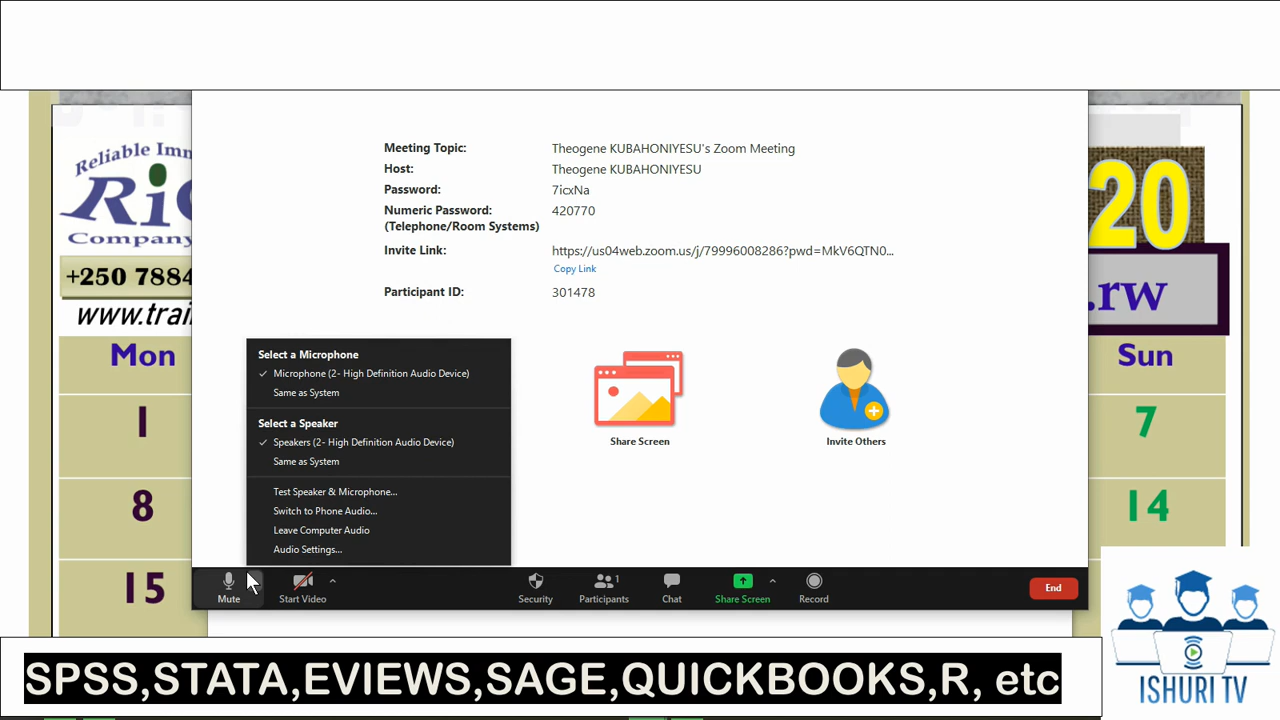 Reliable Imm
Company
+250 7884
www.trai
20
.rw
Mon
Sun
1
7
8
14
15
Meeting Topic: Theogene KUBAHONIYESU's Zoom Meeting
Host: Theogene KUBAHONIYESU
Password: 7icxNa
Numeric Password: 420770
(Telephone/Room Systems)
Invite Link: https://us04web.zoom.us/j/79996008286?pwd=MkV6QTN0...
Copy Link
Participant ID: 301478
Select a Microphone
Microphone (2- High Definition Audio Device)
Same as System
Select a Speaker
Speakers (2- High Definition Audio Device)
Same as System
Test Speaker & Microphone...
Switch to Phone Audio...
Leave Computer Audio
Audio Settings...
Share Screen
Invite Others
1
Mute
Start Video
Security
Participants
Chat
Share Screen
Record
End
SPSS,STATA,EVIEWS,SAGE,QUICKBOOKS,R, etc
ISHURI TV